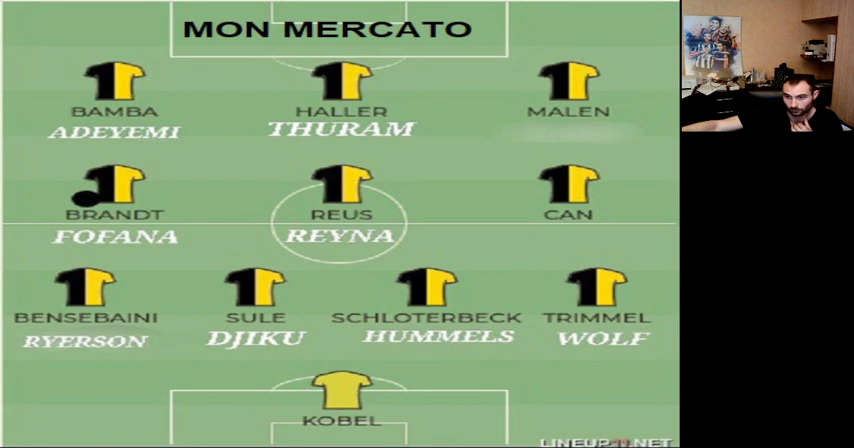 MON MERCATO
BAMBA HALLER MALEN
ADEYEMI THURAM
BRANDT REUS CAN
FOFANA REYNA
BENSEBAINI SULE SCHLOTERBECK TRIMMEL
RYERSON DJIKU HUMMELS WOLF
KOBEL
LINEUP11.NET